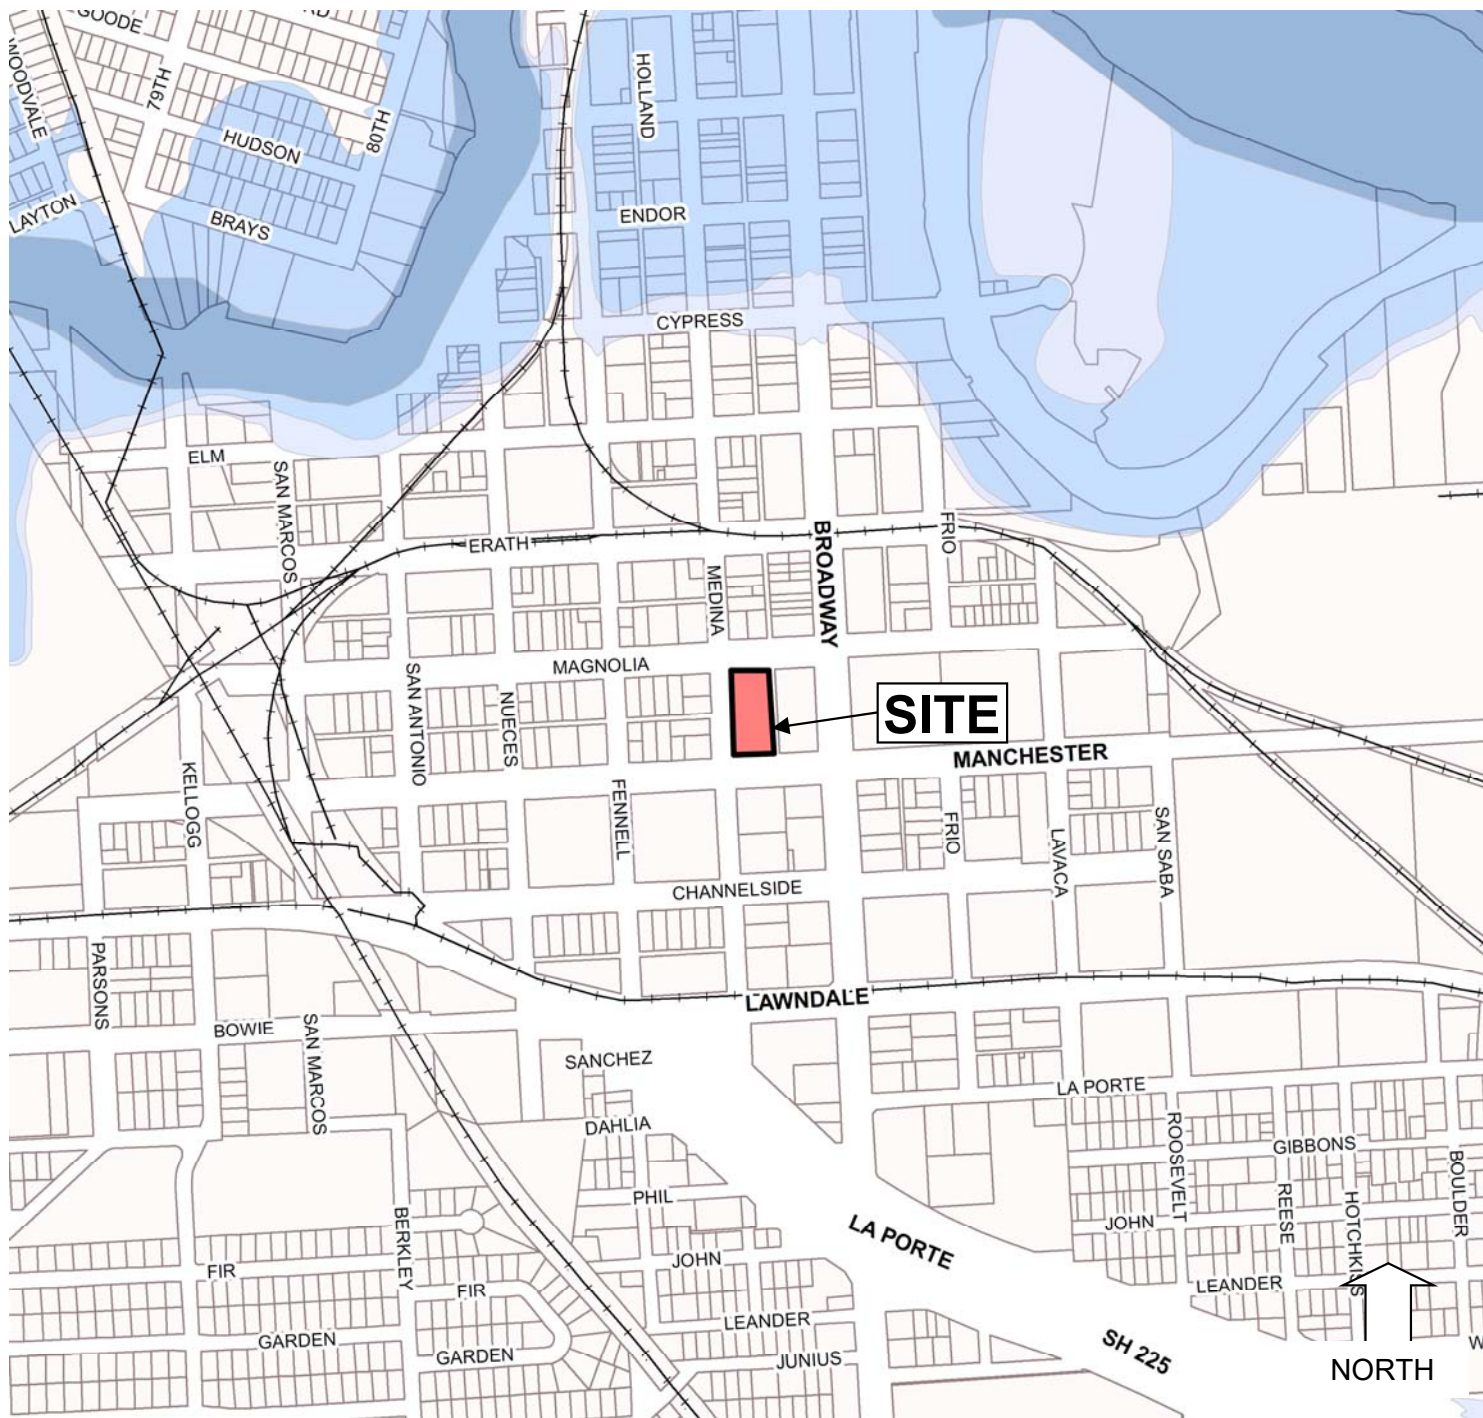 GOODE
RD
WOODVALE
79TH
80TH
HOLLAND
HUDSON
LAYTON
BRAYS
ENDOR
CYPRESS
ELM
SAN MARCOS
ERATH
MEDINA
BROADWAY
FRIO
MAGNOLIA
SAN ANTONIO
NUECES
SITE
MANCHESTER
KELLOGG
FENNELL
FRIO
LAVACA
SAN SABA
CHANNELSIDE
PARSONS
LAWNDALE
BOWIE
SAN MARCOS
SANCHEZ
LA PORTE
DAHLIA
ROOSEVELT
GIBBONS
BOULDER
PHIL
BERKLEY
REESE
HOTCHKISS
JOHN
LA PORTE
JOHN
FIR
FIR
LEANDER
LEANDER
GARDEN
GARDEN
JUNIUS
SH 225
W
NORTH